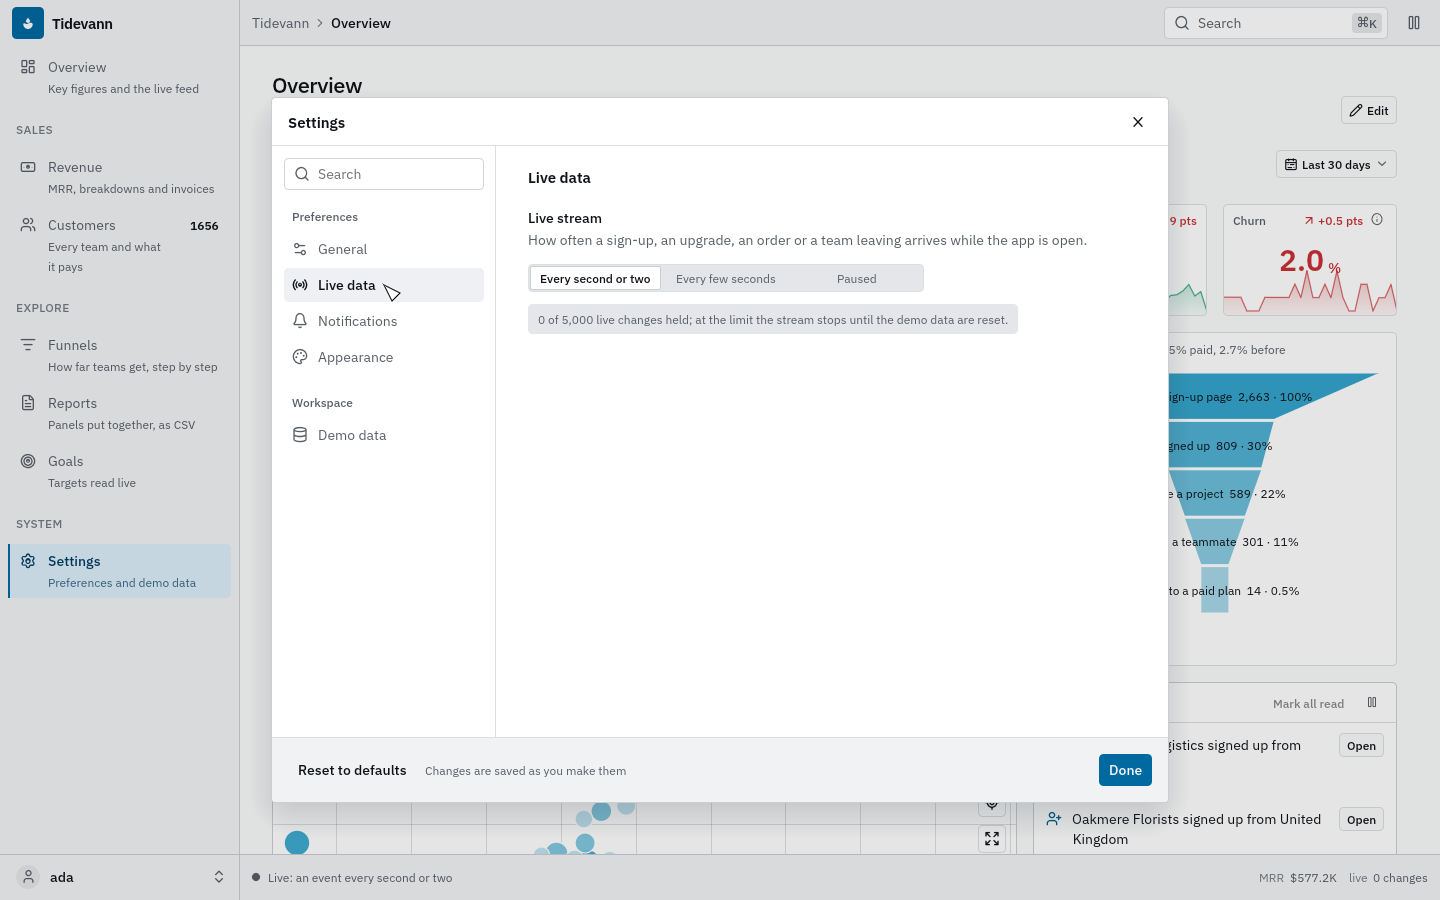 Tidevann
Tidevann
Overview
Search
⌘K
Overview
Key figures and the live feed
SALES
Revenue
MRR, breakdowns and invoices
Customers
1656
Every team and what
it pays
EXPLORE
Funnels
How far teams get, step by step
Reports
Panels put together, as CSV
Goals
Targets read live
SYSTEM
Settings
Preferences and demo data
ada
Overview
Edit
Last 30 days
Settings
Search
Preferences
General
Live data
Notifications
Appearance
Workspace
Demo data
Live data
Live stream
How often a sign-up, an upgrade, an order or a team leaving arrives while the app is open.
Every second or two
Every few seconds
Paused
0 of 5,000 live changes held; at the limit the stream stops until the demo data are reset.
Reset to defaults
Changes are saved as you make them
Done
9 pts
Churn
+0.5 pts
2.0 %
5% paid, 2.7% before
ign-up page 2,663 · 100%
gned up 809 · 30%
e a project 589 · 22%
a teammate 301 · 11%
to a paid plan 14 · 0.5%
Mark all read
gistics signed up from
Open
Oakmere Florists signed up from United
Kingdom
Open
Live: an event every second or two
MRR $577.2K
live 0 changes